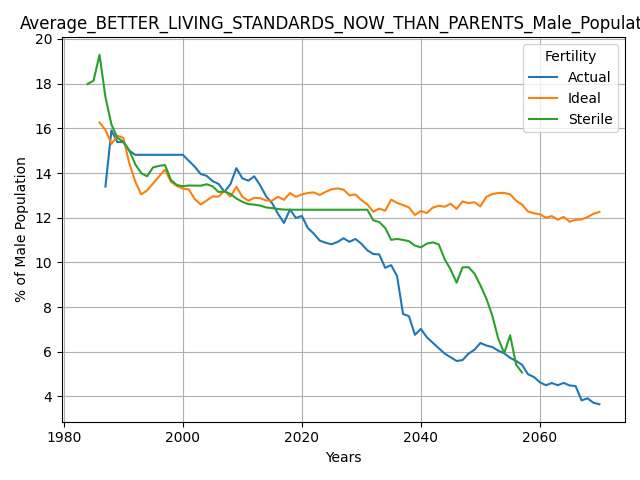 Average_BETTER_LIVING_STANDARDS_NOW_THAN_PARENTS_Male_Populat
% of Male Population
20
18
16
14
12
10
8
6
4
Fertility
Actual
Ideal
Sterile
1980
2000
2020
2040
2060
Years